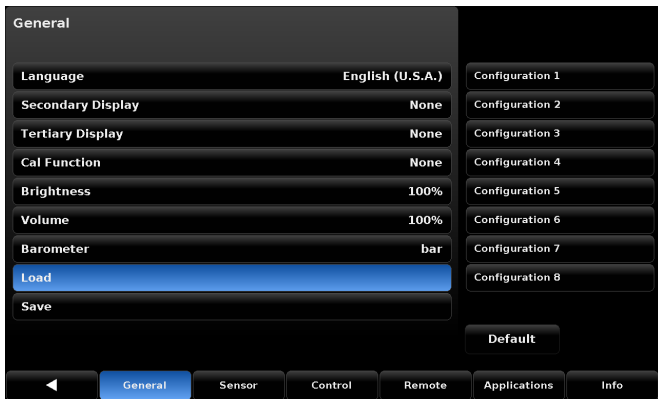 General
Language English (U.S.A.)
Secondary Display None
Tertiary Display None
Cal Function None
Brightness 100%
Volume 100%
Barometer bar
Load
Save
Configuration 1
Configuration 2
Configuration 3
Configuration 4
Configuration 5
Configuration 6
Configuration 7
Configuration 8
Default
General Sensor Control Remote Applications Info